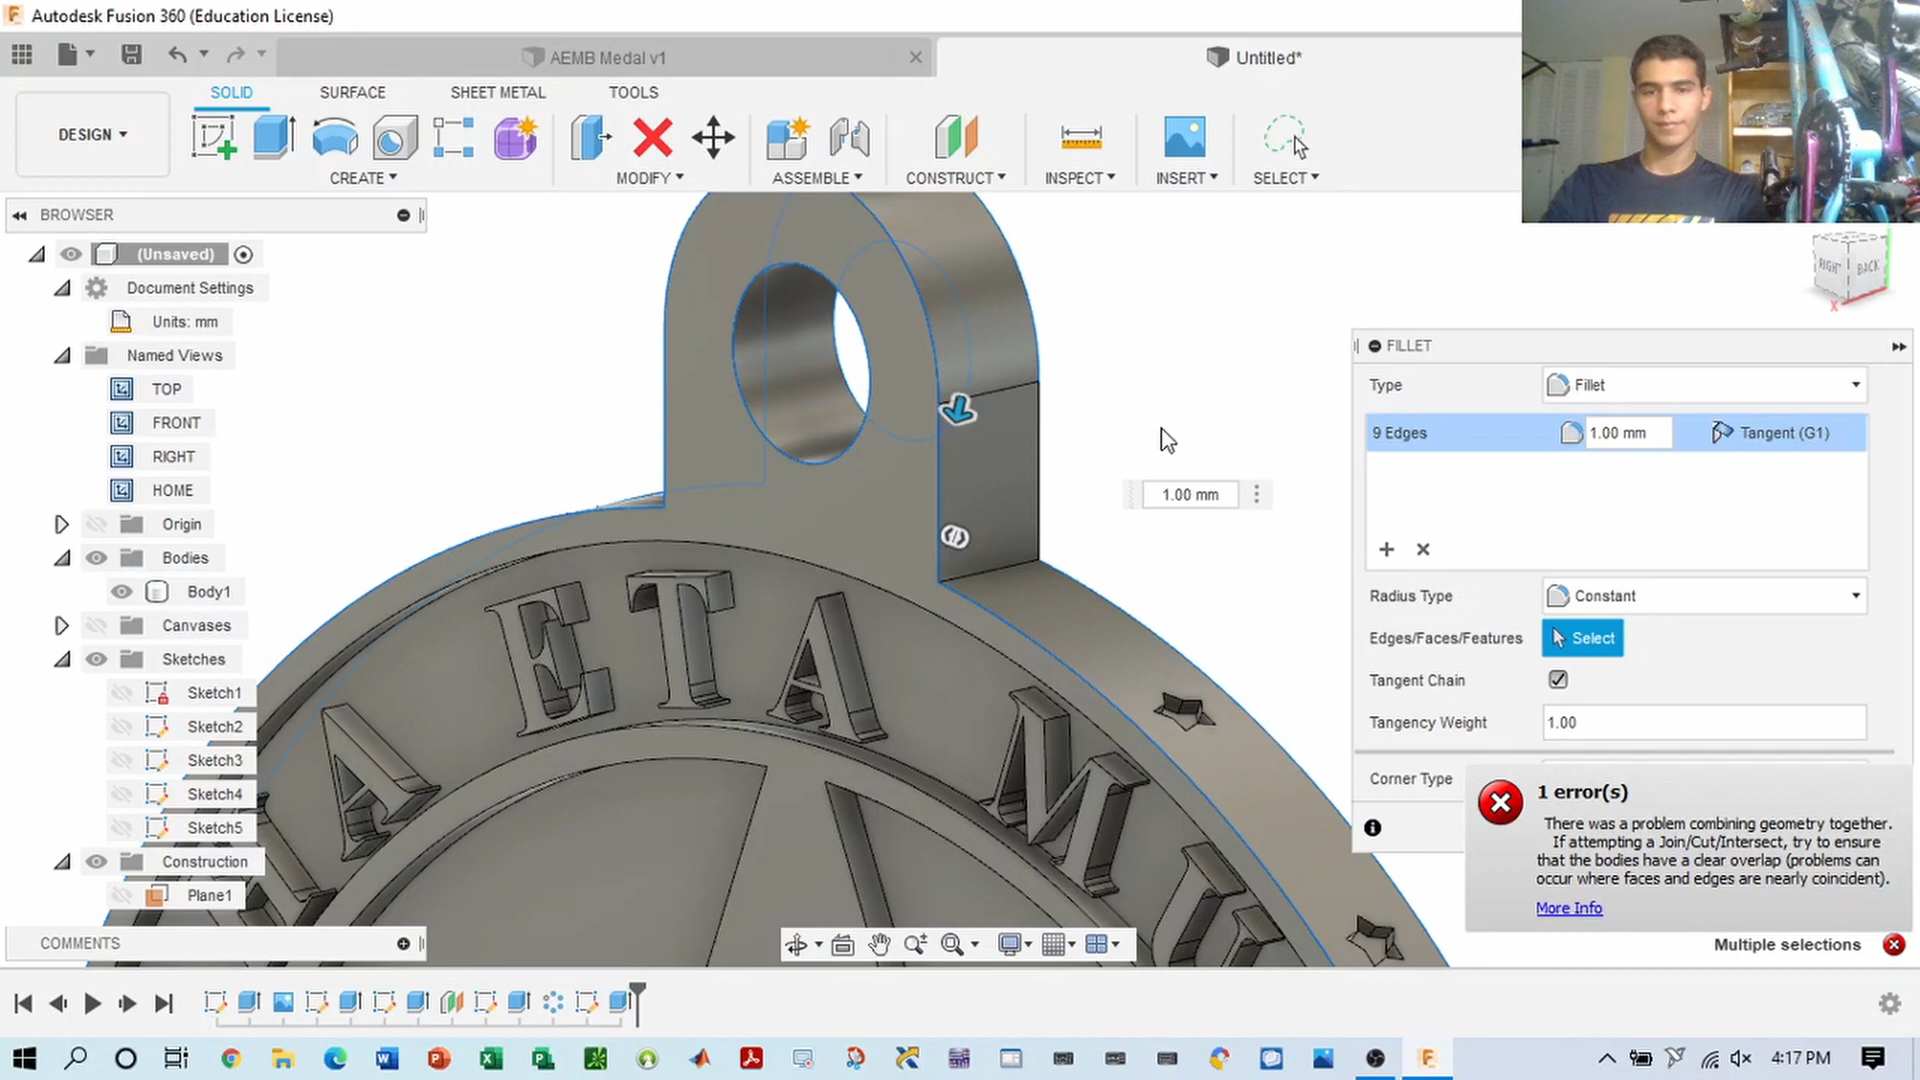 Autodesk Fusion 360 (Education License)
AEMB Medal v1
Untitled*
SOLID
SURFACE
SHEET METAL
TOOLS
DESIGN
CREATE
MODIFY
ASSEMBLE
CONSTRUCT
INSPECT
INSERT
SELECT
BROWSER
(Unsaved)
Document Settings
Units: mm
Named Views
TOP
FRONT
RIGHT
HOME
Origin
Bodies
Body1
Canvases
Sketches
Sketch1
Sketch2
Sketch3
Sketch4
Sketch5
Construction
Plane1
COMMENTS
ETA
MU
A
1.00 mm
RIGHT
BACK
X
FILLET
Type
Fillet
9 Edges
1.00 mm
Tangent (G1)
Radius Type
Constant
Edges/Faces/Features
Select
Tangent Chain
Tangency Weight
1.00
Corner Type
1 error(s)
There was a problem combining geometry together.
If attempting a Join/Cut/Intersect, try to ensure
that the bodies have a clear overlap (problems can
occur where faces and edges are nearly coincident).
More Info
Multiple selections
4:17 PM